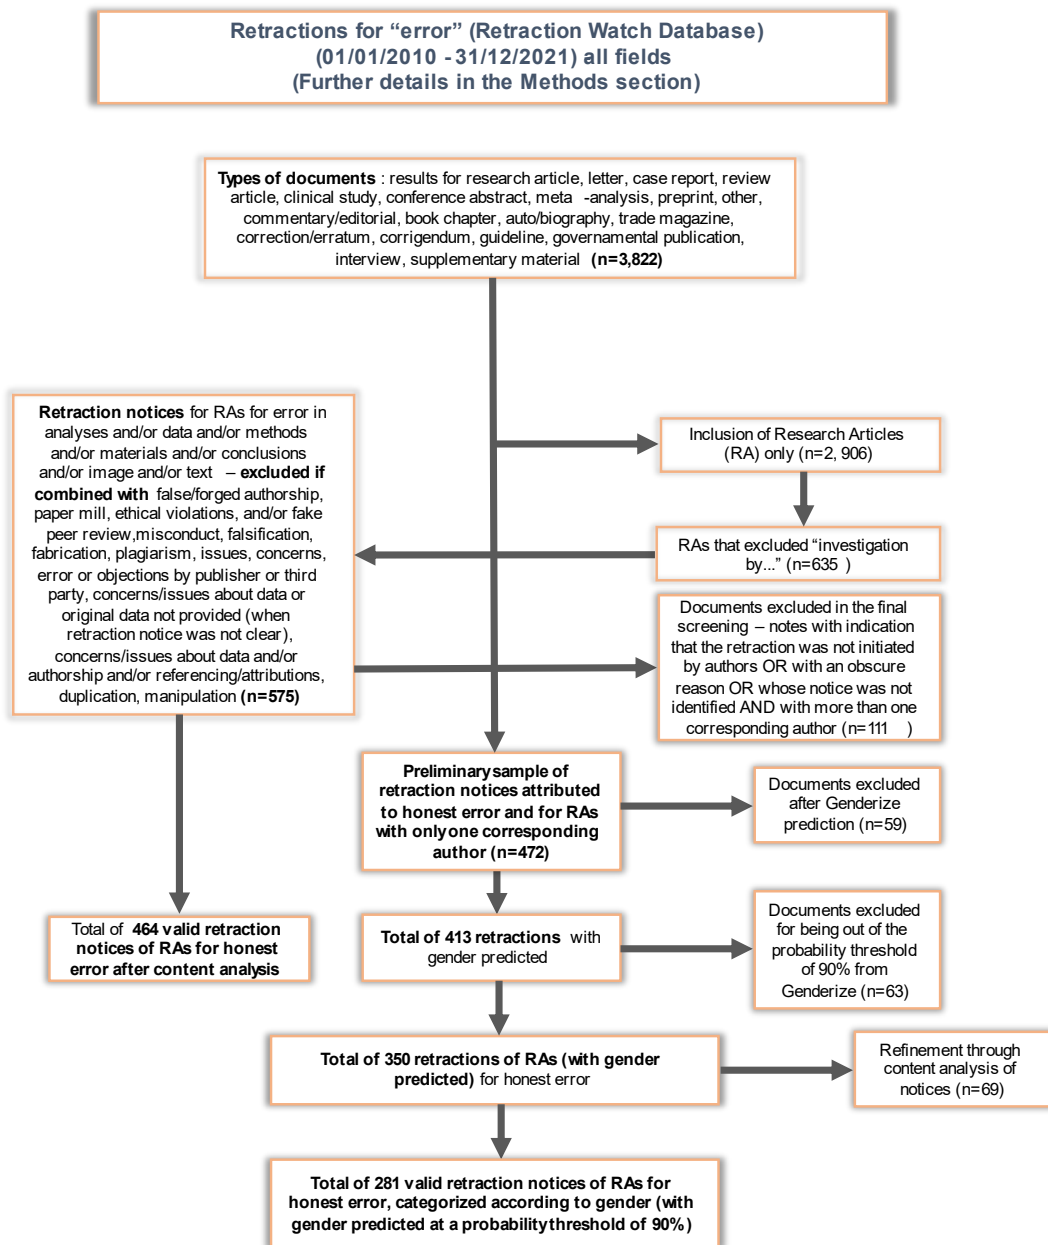 Retractions for “error” (Retraction Watch Database)
(01/01/2010 - 31/12/2021) all fields
(Further details in the Methods section)
Types of documents : results for research article, letter, case report, review
article, clinical study, conference abstract, meta -analysis, preprint, other,
commentary/editorial, book chapter, auto/biography, trade magazine,
correction/erratum, corrigendum, guideline, governamental publication,
interview, supplementary material (n=3,822)
Retraction notices for RAs for error in
analyses and/or data and/or methods
and/or materials and/or conclusions
and/or image and/or text – excluded if
combined with false/forged authorship,
paper mill, ethical violations, and/or fake
peer review,misconduct, falsification,
fabrication, plagiarism, issues, concerns,
error or objections by publisher or third
party, concerns/issues about data or
original data not provided (when
retraction notice was not clear),
concerns/issues about data and/or
authorship and/or referencing/attributions,
duplication, manipulation (n=575)
Inclusion of Research Articles
(RA) only (n=2, 906)
RAs that excluded “investigation
by...” (n=635 )
Documents excluded in the final
screening – notes with indication
that the retraction was not initiated
by authors OR with an obscure
reason OR whose notice was not
identified AND with more than one
corresponding author (n=111 )
Preliminary sample of
retraction notices attributed
to honest error and for RAs
with only one corresponding
author (n=472)
Documents excluded
after Genderize
prediction (n=59)
Total of 464 valid retraction
notices of RAs for honest
error after content analysis
Total of 413 retractions with
gender predicted
Documents excluded
for being out of the
probability threshold
of 90% from
Genderize (n=63)
Total of 350 retractions of RAs (with gender
predicted) for honest error
Refinement through
content analysis of
notices (n=69)
Total of 281 valid retraction notices of RAs for
honest error, categorized according to gender (with
gender predicted at a probability threshold of 90%)